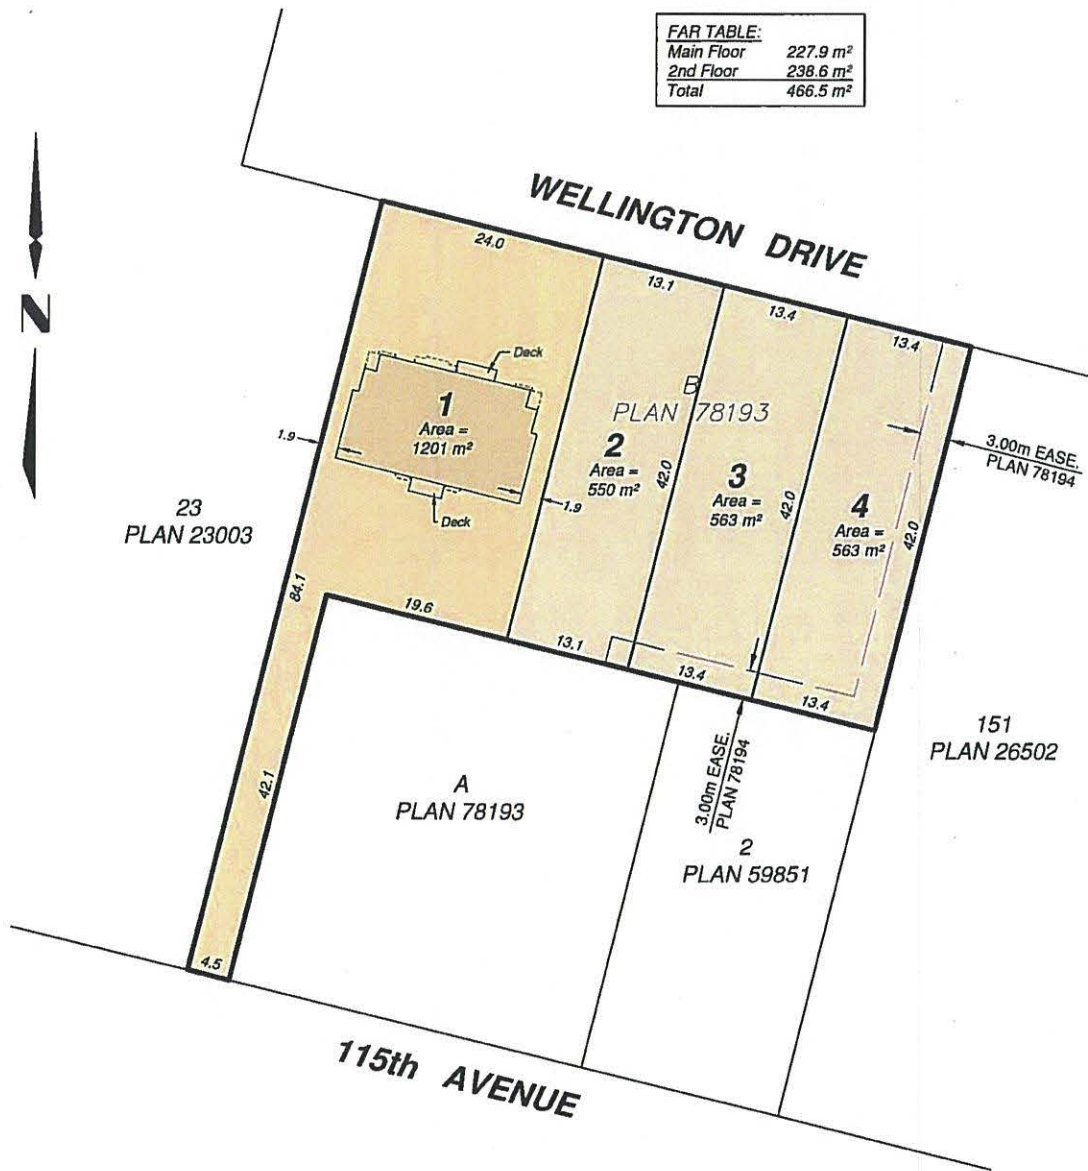 FAR TABLE:
Main Floor 227.9 m²
2nd Floor 238.6 m²
Total 466.5 m²
WELLINGTON DRIVE
N
24.0
13.1
13.4
13.4
Deck
B
PLAN 78193
1
Area =
1201 m²
1.9
2
Area =
550 m²
42.0
3
Area =
563 m²
42.0
4
Area =
563 m²
42.0
3.00m EASE.
PLAN 78194
1.9
Deck
23
PLAN 23003
84.1
19.6
13.1
13.4
13.4
3.00m EASE.
PLAN 78194
151
PLAN 26502
42.1
A
PLAN 78193
2
PLAN 59851
4.5
115th AVENUE